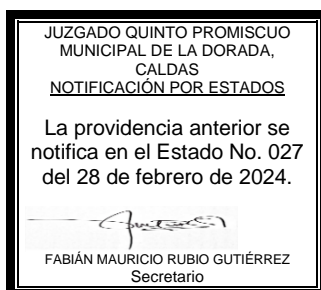 JUZGADO QUINTO PROMISCUO
MUNICIPAL DE LA DORADA,
CALDAS
NOTIFICACIÓN POR ESTADOS
La providencia anterior se
notifica en el Estado No. 027
del 28 de febrero de 2024.
FABIÁN MAURICIO RUBIO GUTIÉRREZ
Secretario